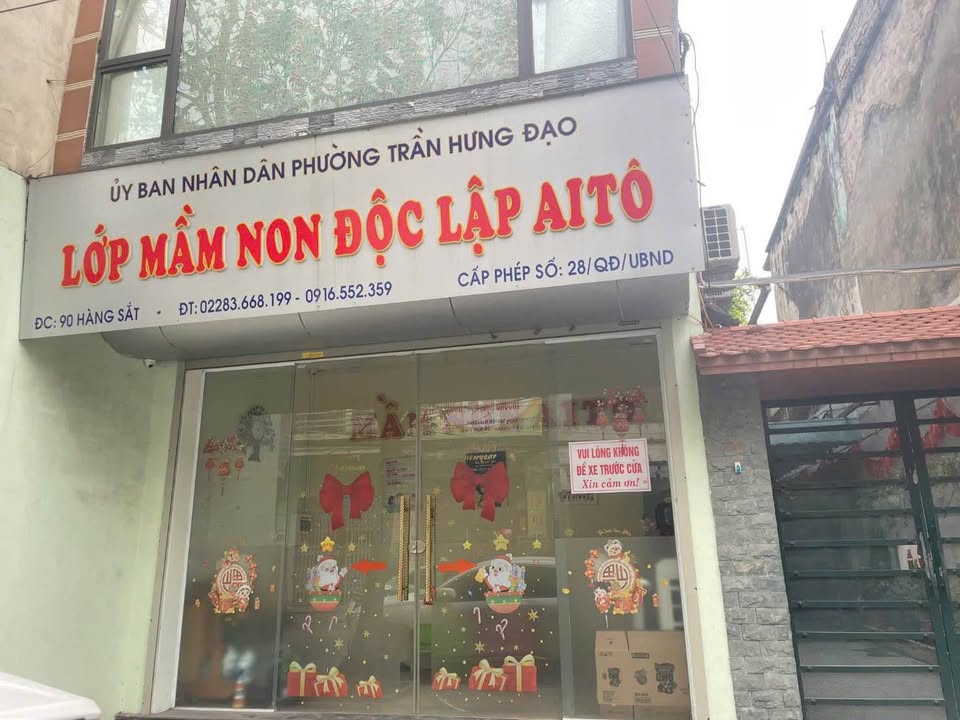 ỦY BAN NHÂN DÂN PHƯỜNG TRẦN HƯNG ĐẠO
LỚP MẦM NON ĐỘC LẬP AITÔ
ĐC: 90 HÀNG SẮT - ĐT: 02283.668.199 - 0916.552.359 CẤP PHÉP SỐ: 28/QĐ/UBND
VUI LÒNG KHÔNG
ĐỂ XE TRƯỚC CỬA
Xin cảm ơn!